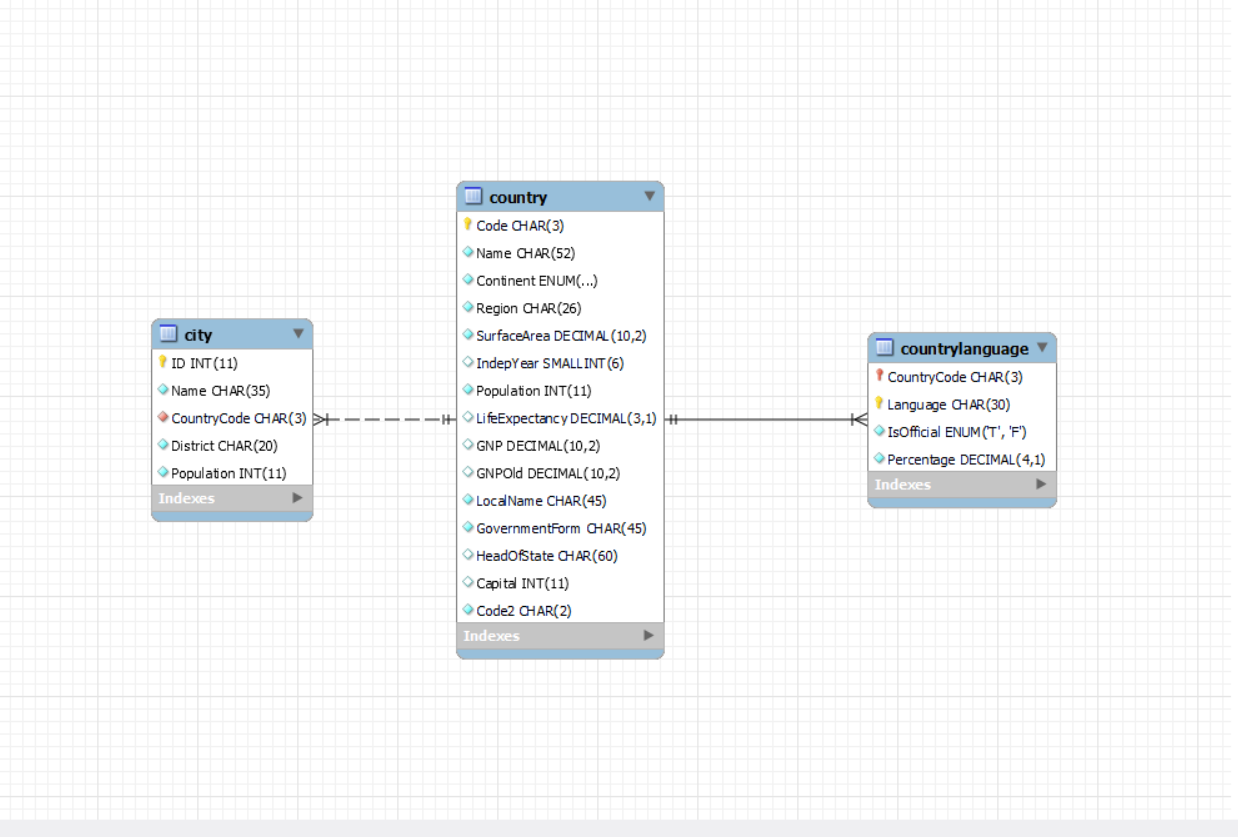 city
ID INT(11)
Name CHAR(35)
CountryCode CHAR(3)
District CHAR(20)
Population INT(11)
Indexes
country
Code CHAR(3)
Name CHAR(52)
Continent ENUM(...)
Region CHAR(26)
SurfaceArea DECIMAL(10,2)
IndepYear SMALLINT(6)
Population INT(11)
LifeExpectancy DECIMAL(3,1)
GNP DECIMAL(10,2)
GNPOld DECIMAL(10,2)
LocalName CHAR(45)
GovernmentForm CHAR(45)
HeadOfState CHAR(60)
Capital INT(11)
Code2 CHAR(2)
Indexes
countrylanguage
CountryCode CHAR(3)
Language CHAR(30)
IsOfficial ENUM('T', 'F')
Percentage DECIMAL(4,1)
Indexes